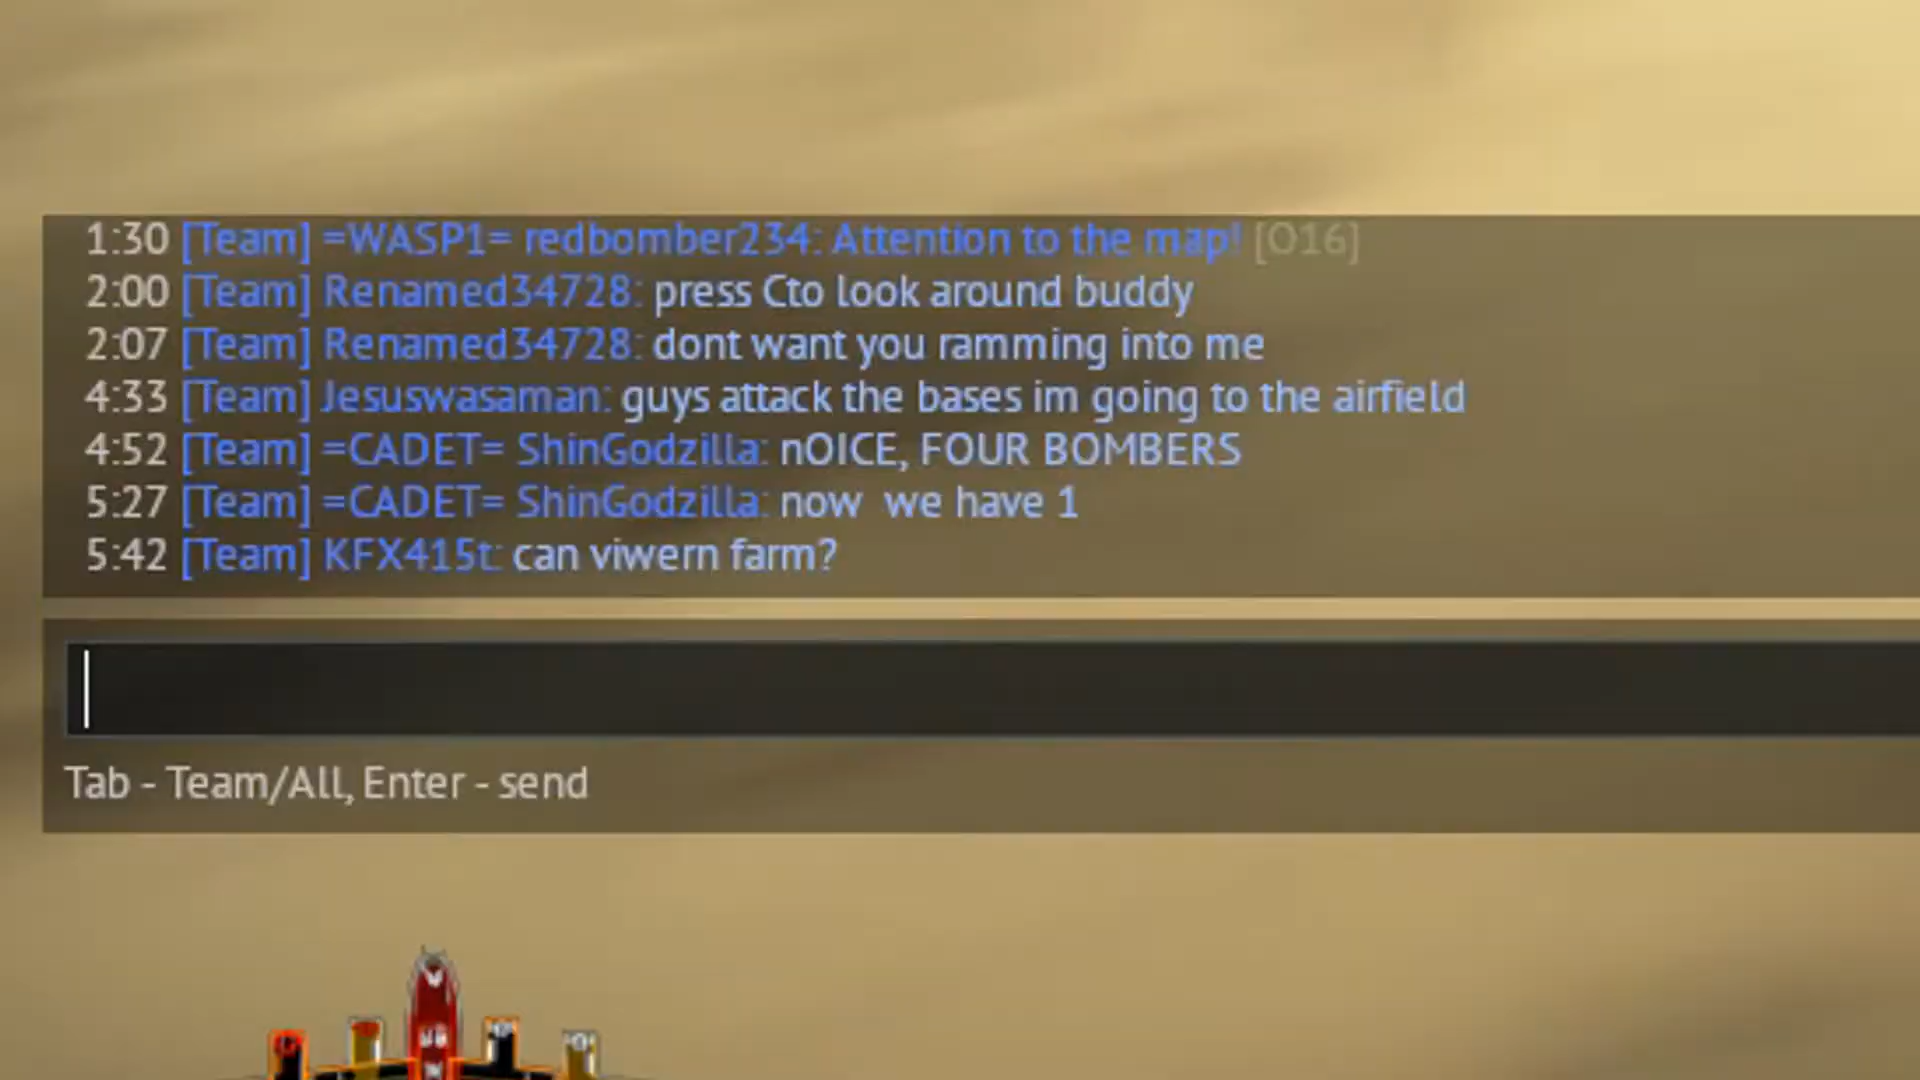 1:30 [Team] =WASP1= redbomber234: Attention to the map! [O16]
2:00 [Team] Renamed34728: press Cto look around buddy
2:07 [Team] Renamed34728: dont want you ramming into me
4:33 [Team] Jesuswasaman: guys attack the bases im going to the airfield
4:52 [Team] =CADET= ShinGodzilla: nOICE, FOUR BOMBERS
5:27 [Team] =CADET= ShinGodzilla: now  we have 1
5:42 [Team] KFX415t: can viwern farm?
Tab - Team/All, Enter - send